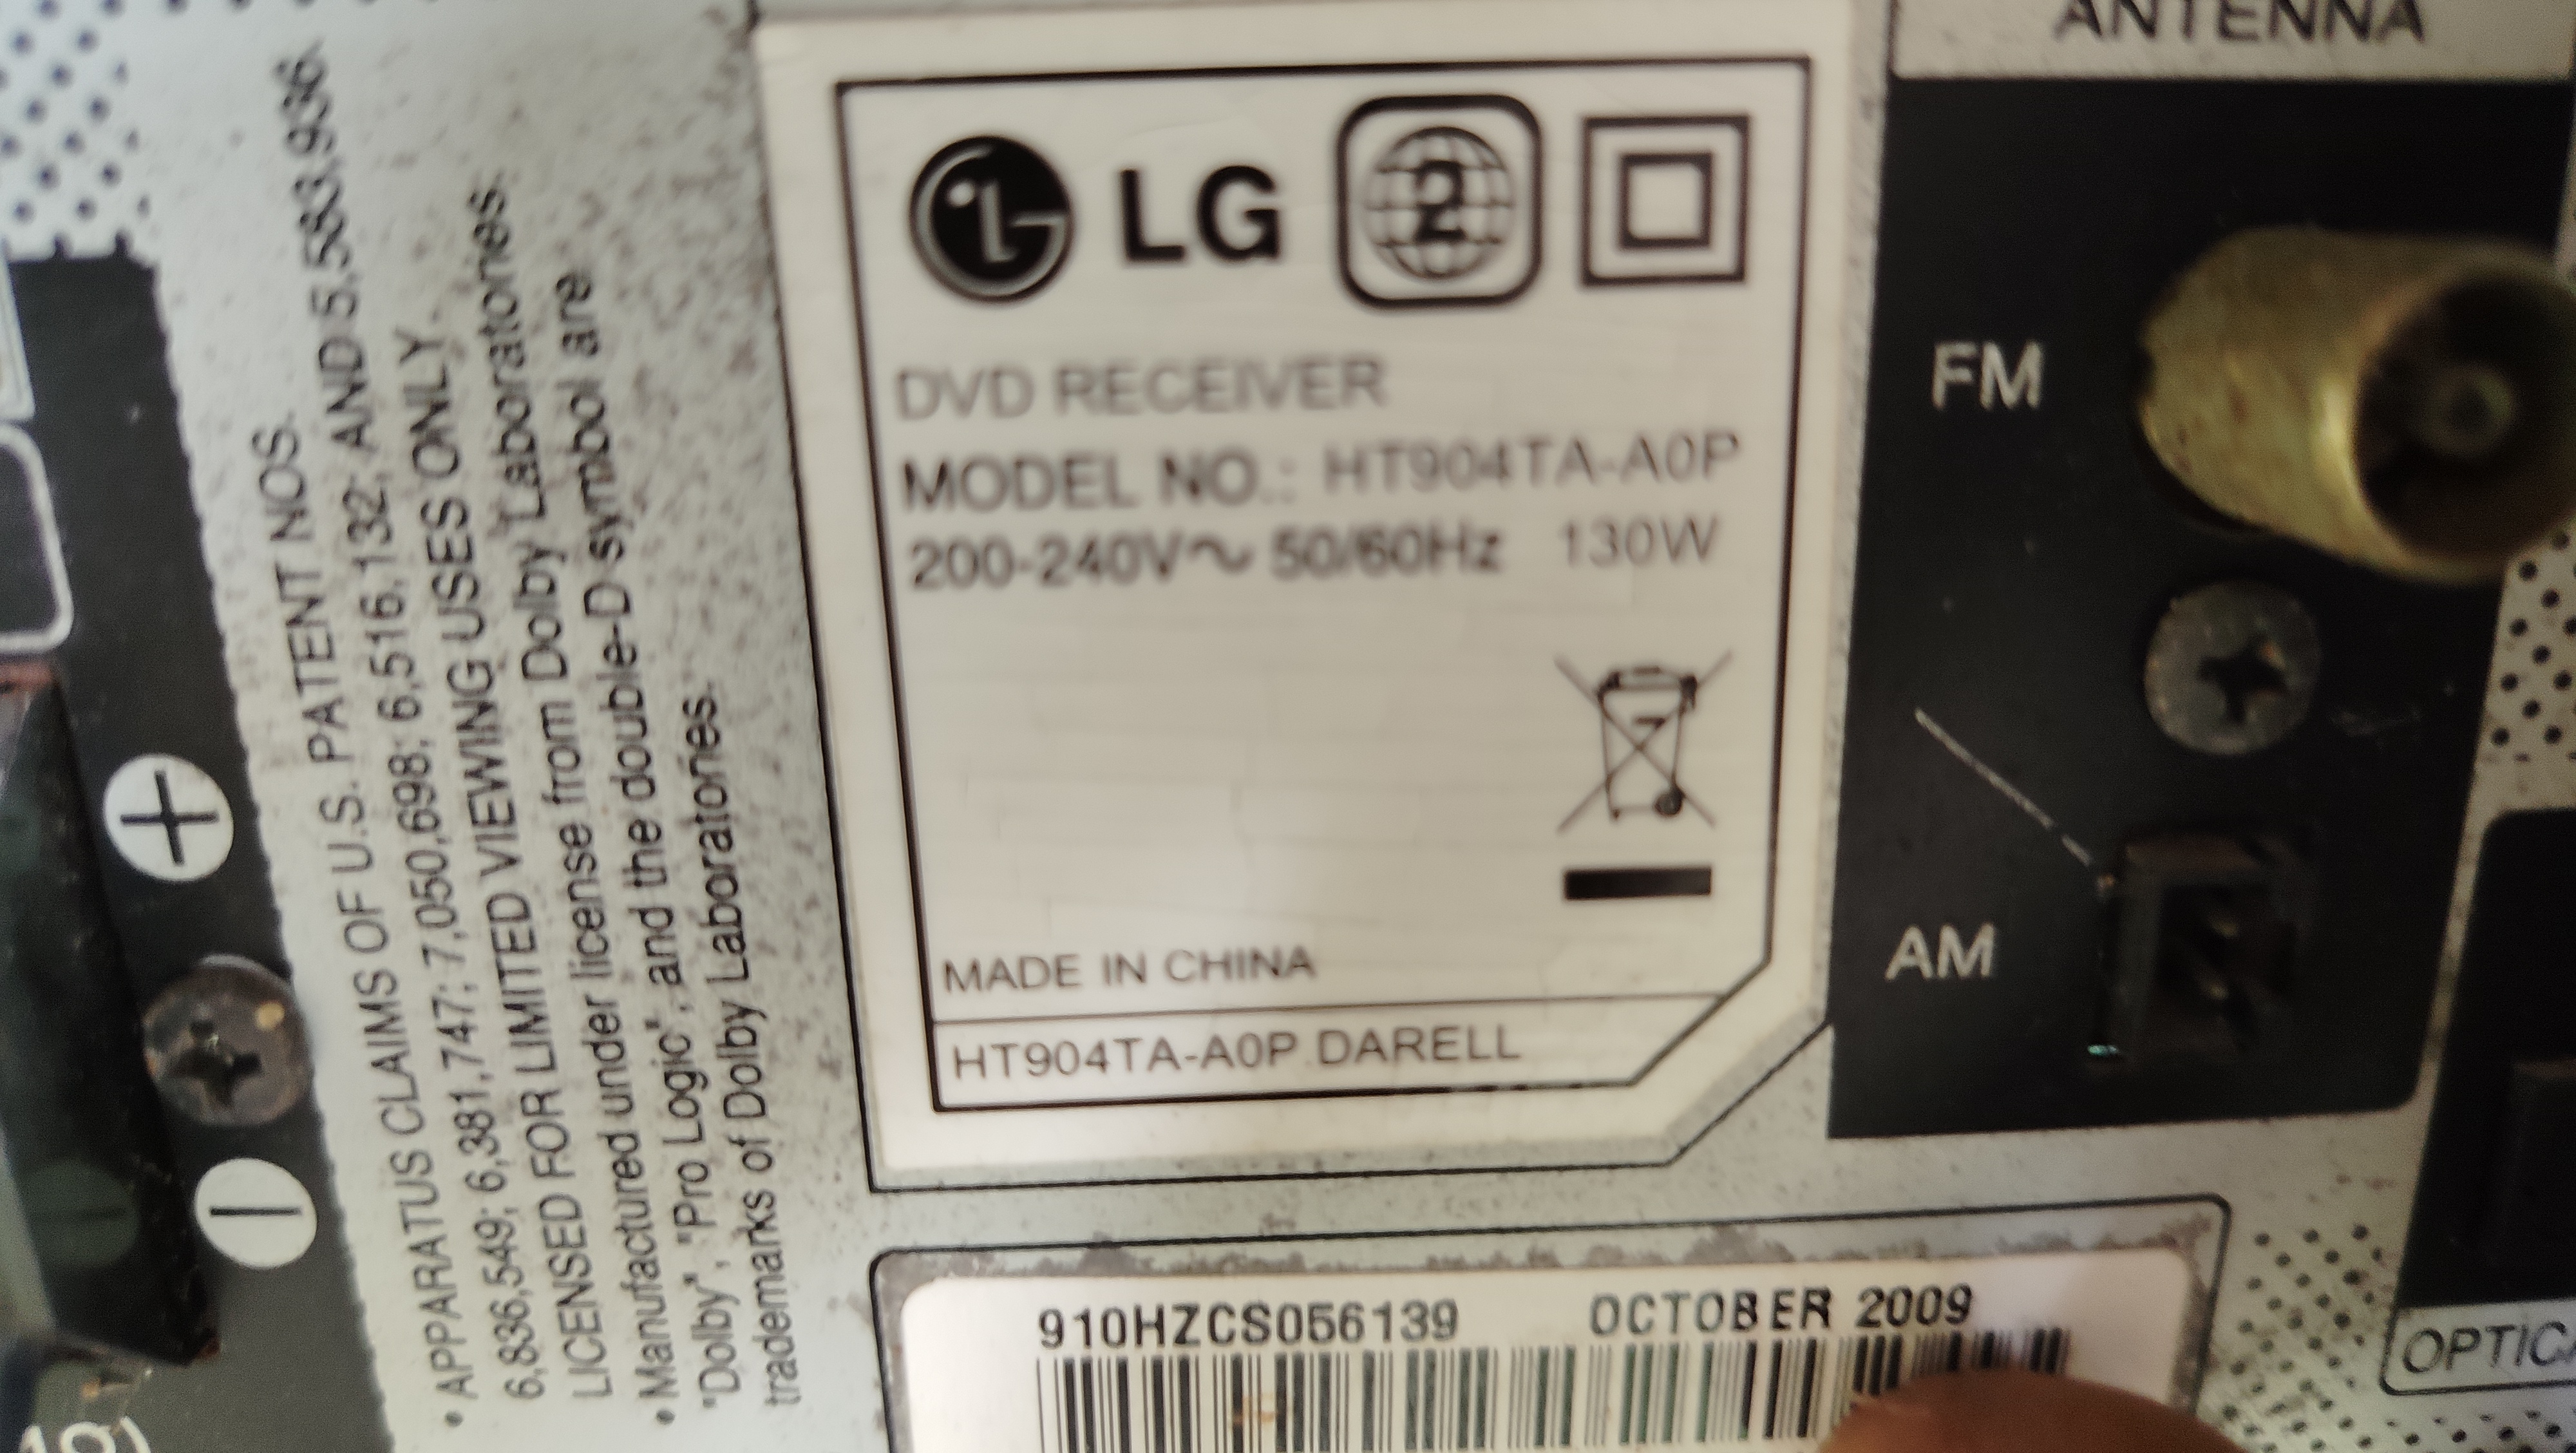 • APPARATUS CLAIMS OF U.S. PATENT NOS.
6,836,549; 6,381,747; 7,050,698; 6,516,132; AND 5,583,936.
LICENSED FOR LIMITED VIEWING USES ONLY.
• Manufactured under license from Dolby Laboratories.
"Dolby", "Pro Logic", and the double-D symbol are
trademarks of Dolby Laboratories.
+
–
LG
2
DVD RECEIVER
MODEL NO.: HT904TA-A0P
200-240V~ 50/60Hz 130W
MADE IN CHINA
HT904TA-A0P.DARELL
910HZCS056139 OCTOBER 2009
ANTENNA
FM
AM